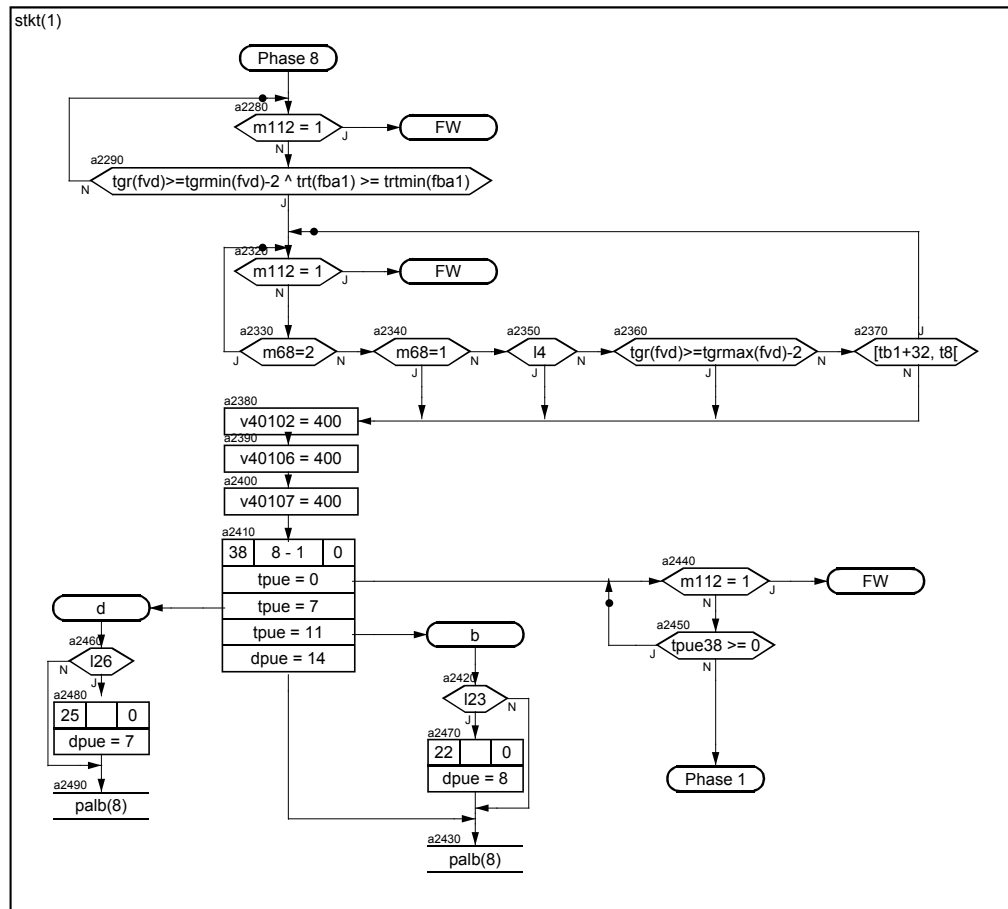 stkt(1)
Phase 8
a2280
m112 = 1
J
FW
N
a2290
tgr(fvd)>=tgrmin(fvd)-2 ^ trt(fba1) >= trtmin(fba1)
N
J
a2320
m112 = 1
J
FW
N
a2330
m68=2
J
N
a2340
m68=1
N
J
a2350
l4
N
J
a2360
tgr(fvd)>=tgrmax(fvd)-2
N
J
a2370
J
[tb1+32, t8[
N
a2380
v40102 = 400
a2390
v40106 = 400
a2400
v40107 = 400
a2410
38 8 - 1 0
tpue = 0
tpue = 7
tpue = 11
dpue = 14
a2440
m112 = 1
J
FW
N
a2450
tpue38 >= 0
J
N
Phase 1
d
a2460
l26
N
J
a2480
25 0
dpue = 7
a2490
palb(8)
b
a2420
l23
N
J
a2470
22 0
dpue = 8
a2430
palb(8)